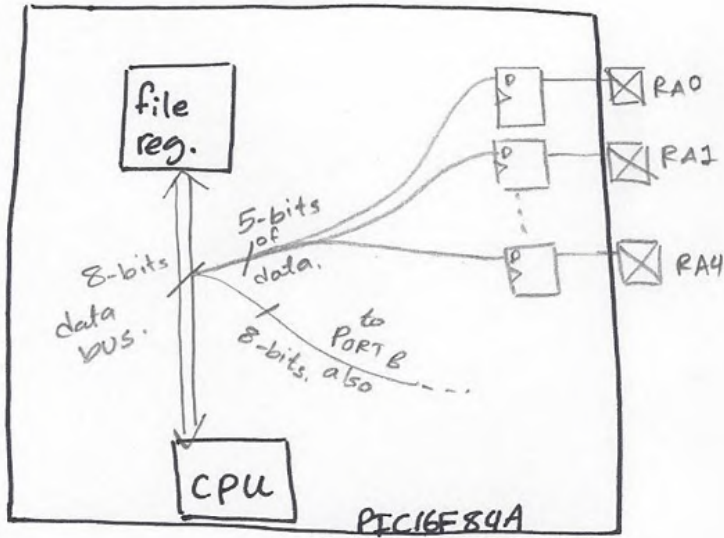 file
reg.
D
RA0
D
RA1
D
RA4
5-bits
of
data.
8-bits
data
bus.
to
PORT B
8-bits. also
CPU
PIC16F84A